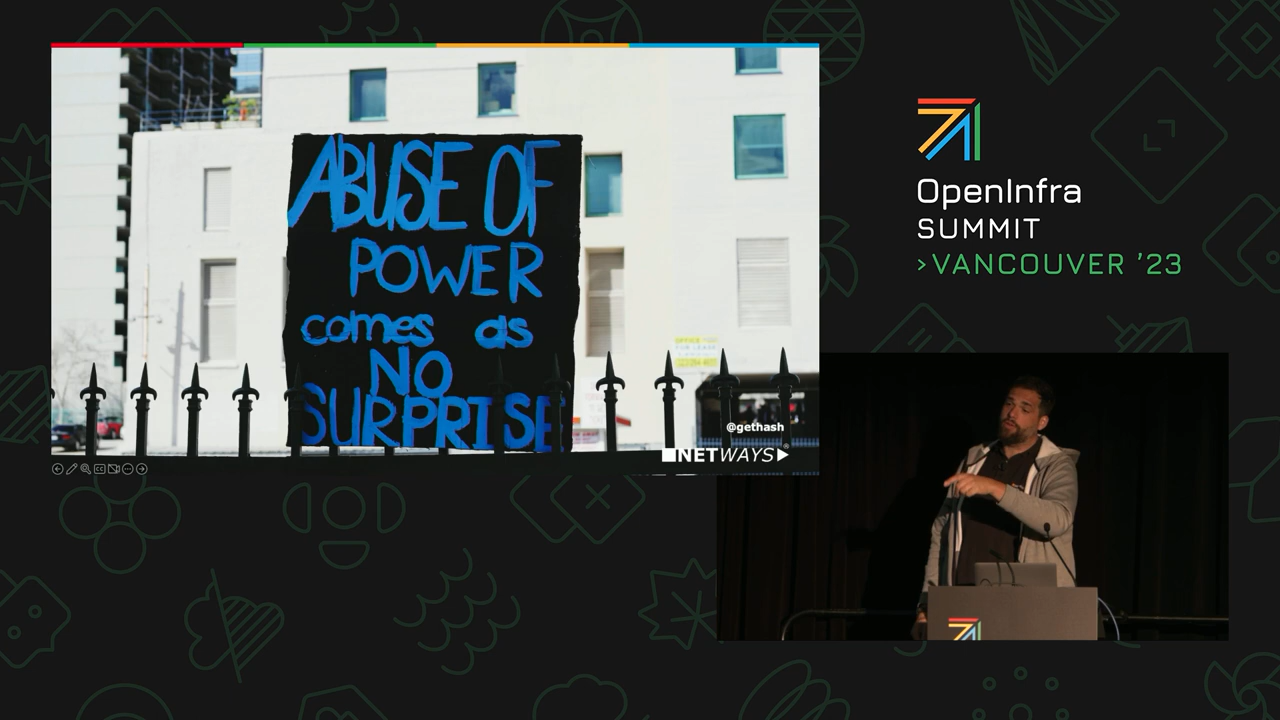 ABUSE OF
POWER
comes as
NO
SURPRISE
@gethash
NETWAYS
OpenInfra
SUMMIT
>VANCOUVER '23